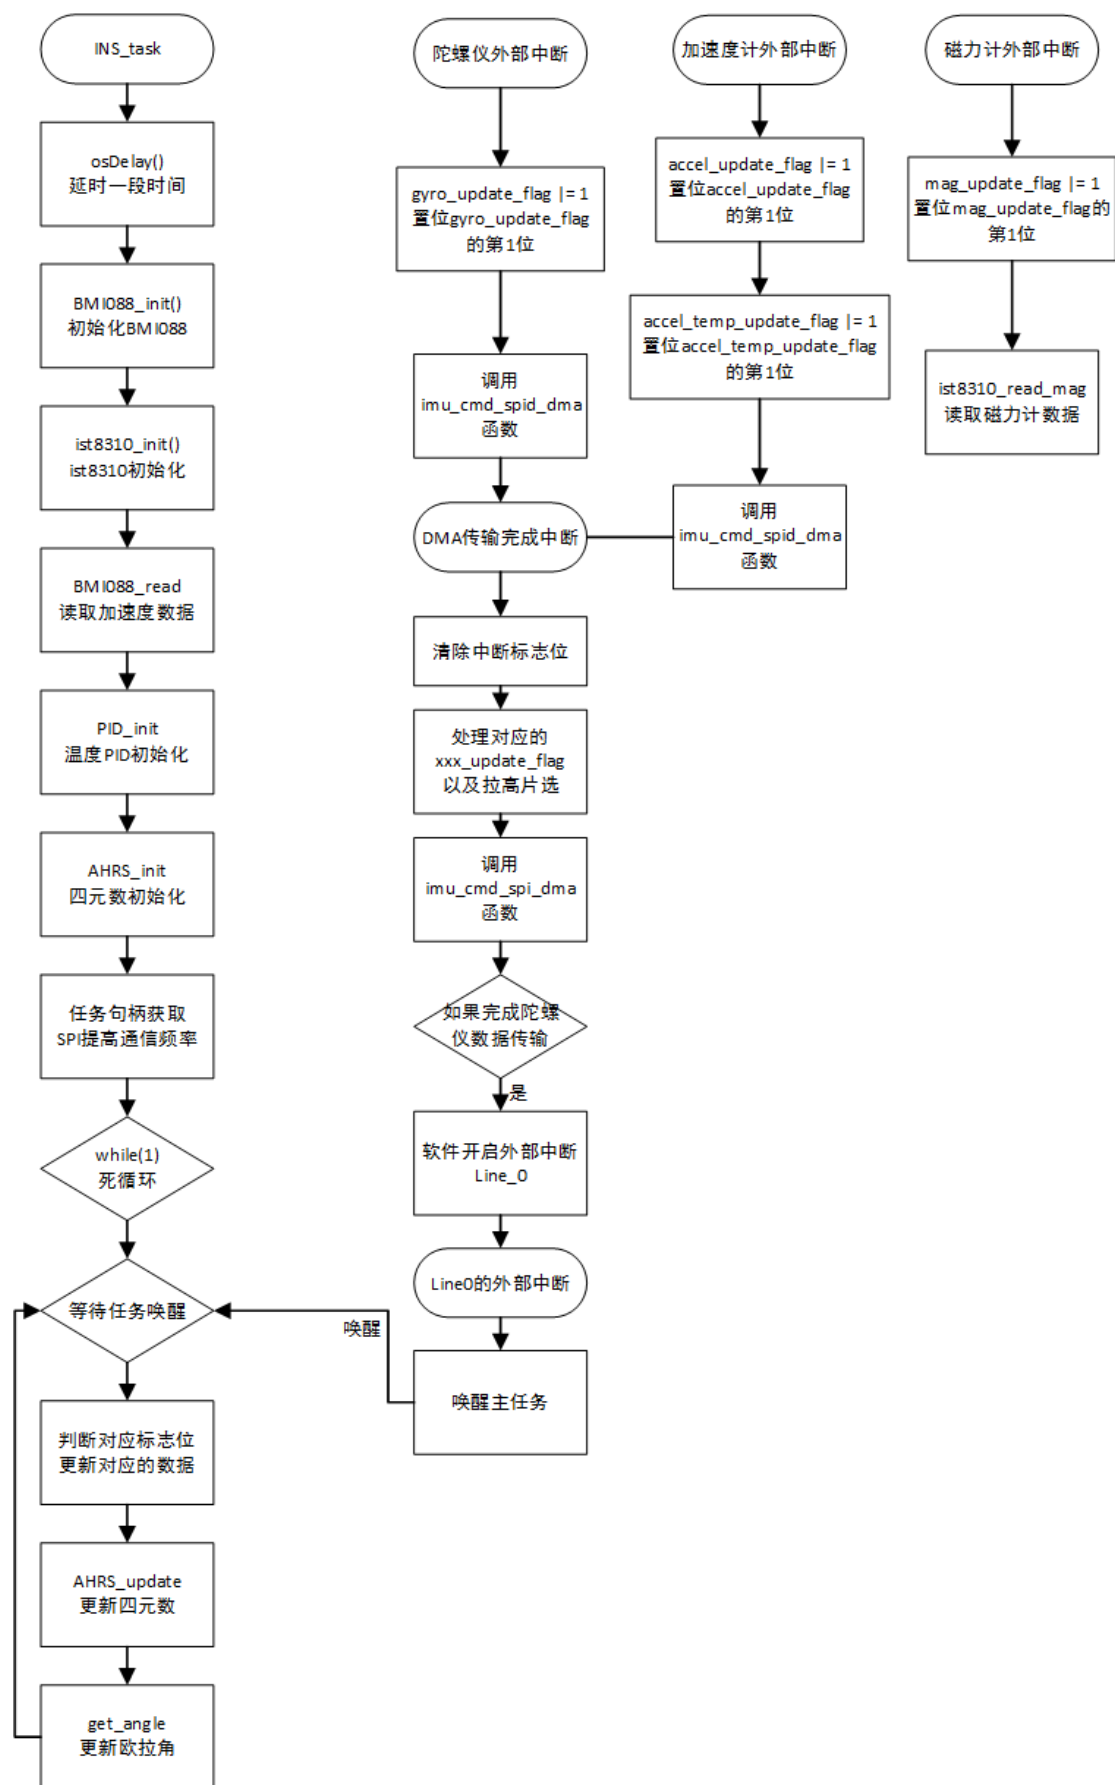 INS_task
osDelay()
延时一段时间
BMI088_init()
初始化BMI088
ist8310_init()
ist8310初始化
BMI088_read
读取加速度数据
PID_init
温度PID初始化
AHRS_init
四元数初始化
任务句柄获取
SPI提高通信频率
while(1)
死循环
等待任务唤醒
判断对应标志位
更新对应的数据
AHRS_update
更新四元数
get_angle
更新欧拉角
陀螺仪外部中断
gyro_update_flag |= 1
置位gyro_update_flag
的第1位
调用
imu_cmd_spid_dma
函数
DMA传输完成中断
清除中断标志位
处理对应的
xxx_update_flag
以及拉高片选
调用
imu_cmd_spi_dma
函数
如果完成陀螺
仪数据传输
是
软件开启外部中断
Line_0
Line0的外部中断
唤醒主任务
唤醒
加速度计外部中断
accel_update_flag |= 1
置位accel_update_flag
的第1位
accel_temp_update_flag |= 1
置位accel_temp_update_flag
的第1位
调用
imu_cmd_spid_dma
函数
磁力计外部中断
mag_update_flag |= 1
置位mag_update_flag的
第1位
ist8310_read_mag
读取磁力计数据